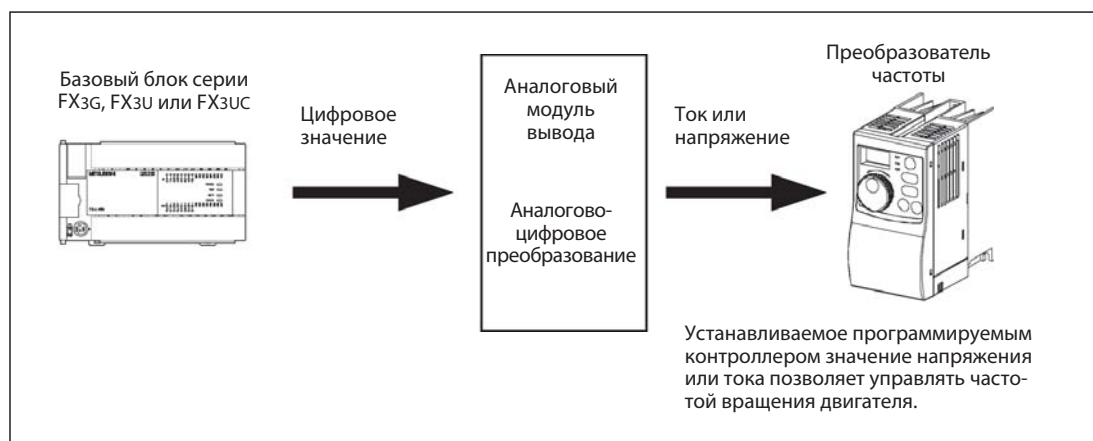 Базовый блок серии
FX3G, FX3U или FX3UC
Цифровое
значение
Аналоговый
модуль
вывода
Аналогово-
цифровое
преобразование
Ток или
напряжение
Преобразователь
частоты
Устанавливаемое программируемым
контроллером значение напряжения
или тока позволяет управлять часто-
той вращения двигателя.